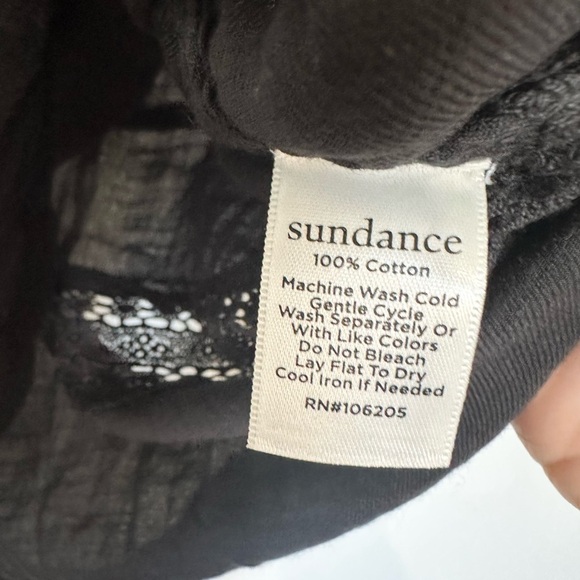 sundance
100% Cotton
Machine Wash Cold
Gentle Cycle
Wash Separately Or
With Like Colors
Do Not Bleach
Lay Flat To Dry
Cool Iron If Needed
RN#106205